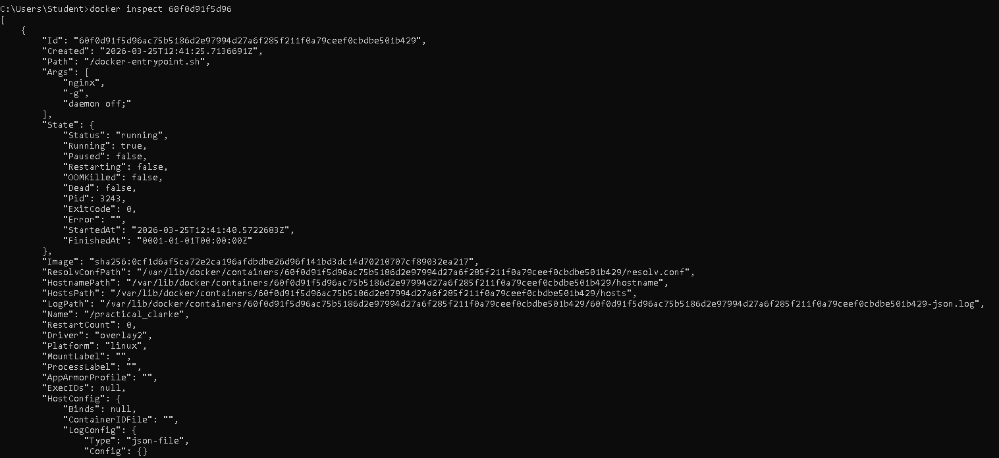 C:\Users\Student>docker inspect 60f0d91f5d96
[
    {
        "Id": "60f0d91f5d96ac75b5186d2e97994d27a6f285f211f0a79ceef0cbdbe501b429",
        "Created": "2026-03-25T12:41:25.7136691Z",
        "Path": "/docker-entrypoint.sh",
        "Args": [
            "nginx",
            "-g",
            "daemon off;"
        ],
        "State": {
            "Status": "running",
            "Running": true,
            "Paused": false,
            "Restarting": false,
            "OOMKilled": false,
            "Dead": false,
            "Pid": 3243,
            "ExitCode": 0,
            "Error": "",
            "StartedAt": "2026-03-25T12:41:40.5722683Z",
            "FinishedAt": "0001-01-01T00:00:00Z"
        },
        "Image": "sha256:0cf1d6af5ca72e2ca196afdbdbe26d96f141bd3dc14d70210707cf89032ea217",
        "ResolvConfPath": "/var/lib/docker/containers/60f0d91f5d96ac75b5186d2e97994d27a6f285f211f0a79ceef0cbdbe501b429/resolv.conf",
        "HostnamePath": "/var/lib/docker/containers/60f0d91f5d96ac75b5186d2e97994d27a6f285f211f0a79ceef0cbdbe501b429/hostname",
        "HostsPath": "/var/lib/docker/containers/60f0d91f5d96ac75b5186d2e97994d27a6f285f211f0a79ceef0cbdbe501b429/hosts",
        "LogPath": "/var/lib/docker/containers/60f0d91f5d96ac75b5186d2e97994d27a6f285f211f0a79ceef0cbdbe501b429/60f0d91f5d96ac75b5186d2e97994d27a6f285f211f0a79ceef0cbdbe501b429-json.log",
        "Name": "/practical_clarke",
        "RestartCount": 0,
        "Driver": "overlay2",
        "Platform": "linux",
        "MountLabel": "",
        "ProcessLabel": "",
        "AppArmorProfile": "",
        "ExecIDs": null,
        "HostConfig": {
            "Binds": null,
            "ContainerIDFile": "",
            "LogConfig": {
                "Type": "json-file",
                "Config": {}